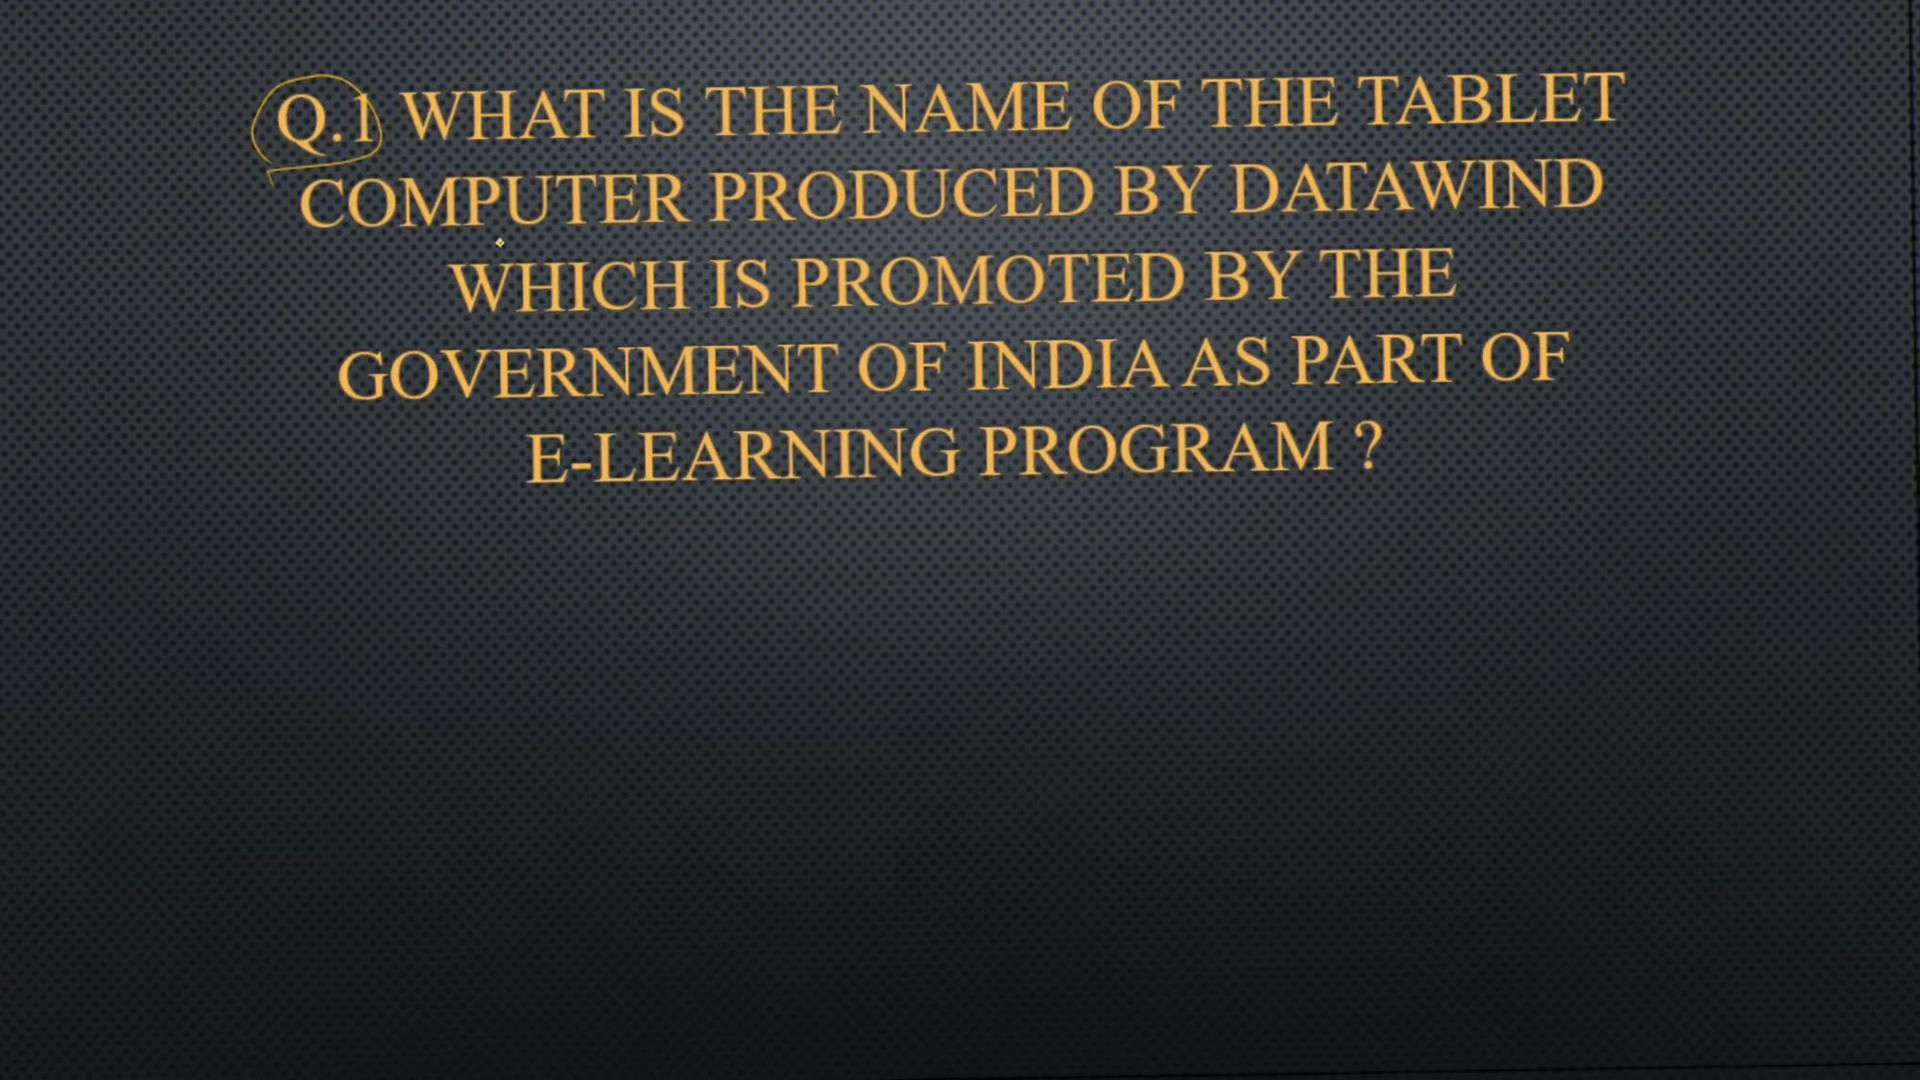 Q.1 WHAT IS THE NAME OF THE TABLET
COMPUTER PRODUCED BY DATAWIND
WHICH IS PROMOTED BY THE
GOVERNMENT OF INDIA AS PART OF
E-LEARNING PROGRAM ?